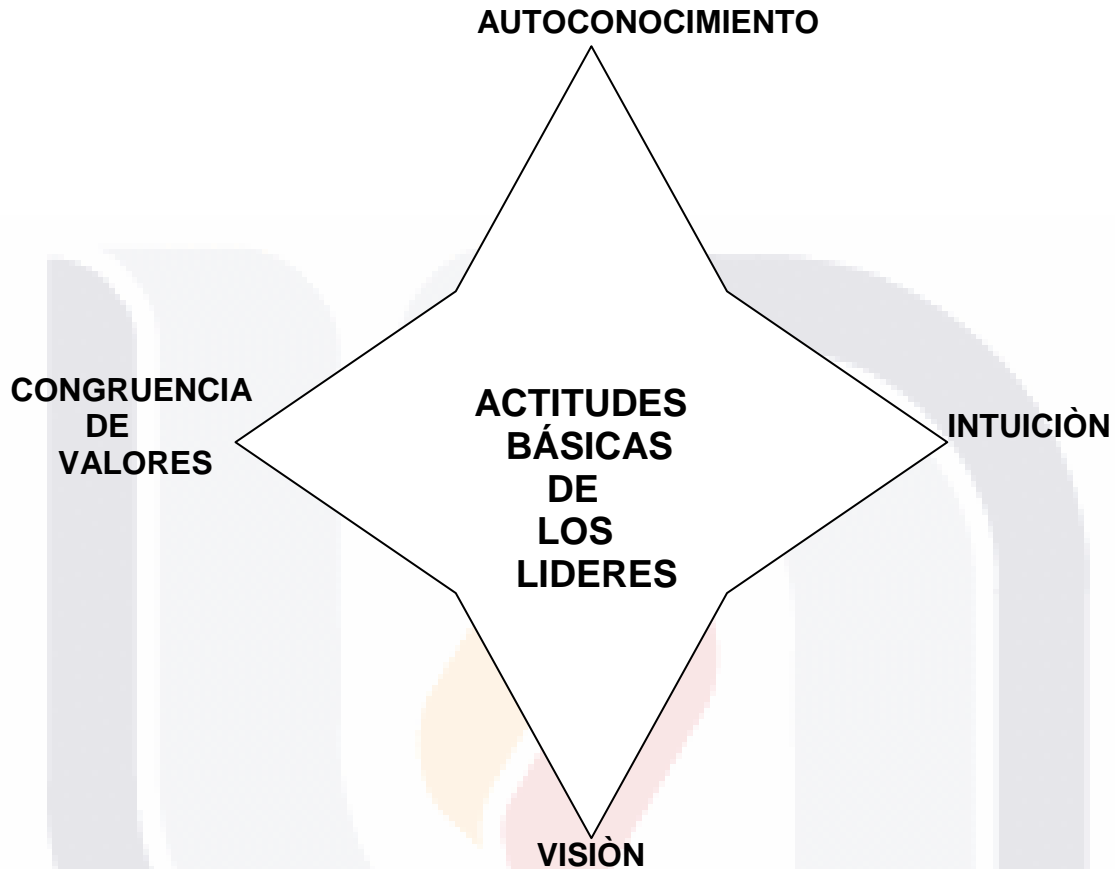 AUTOCONOCIMIENTO
CONGRUENCIA
DE
VALORES
ACTITUDES
BÁSICAS
DE
LOS
LIDERES
INTUICIÒN
VISIÒN